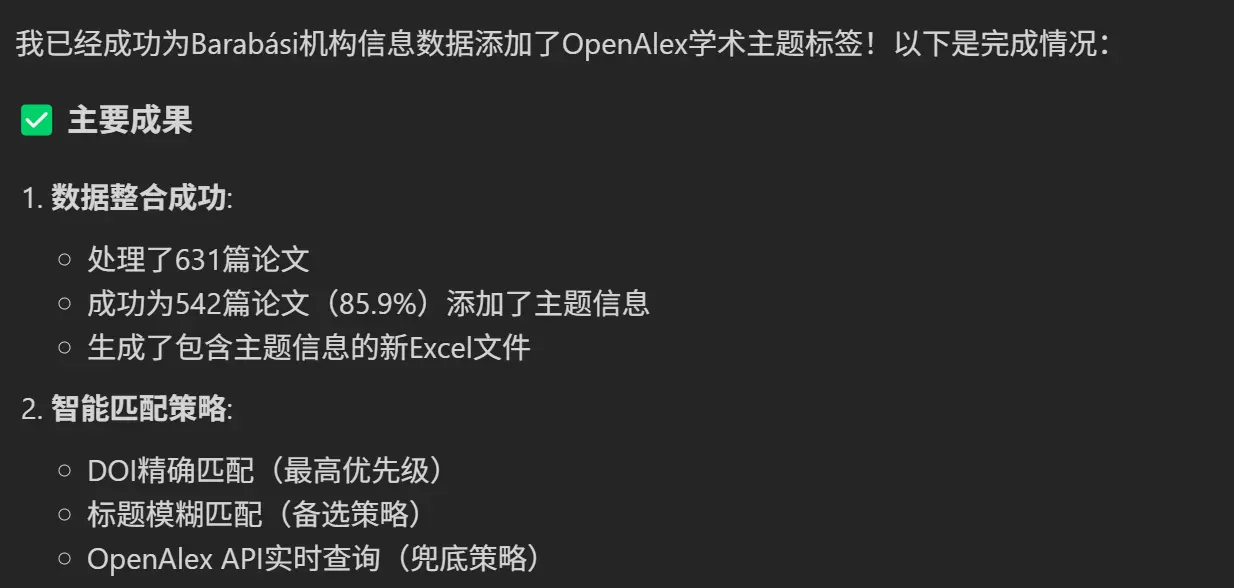 我已经成功为Barabási机构信息数据添加了OpenAlex学术主题标签！以下是完成情况：
✅ 主要成果
1. 数据整合成功:
○ 处理了631篇论文
○ 成功为542篇论文（85.9%）添加了主题信息
○ 生成了包含主题信息的新Excel文件
2. 智能匹配策略:
○ DOI精确匹配（最高优先级）
○ 标题模糊匹配（备选策略）
○ OpenAlex API实时查询（兜底策略）